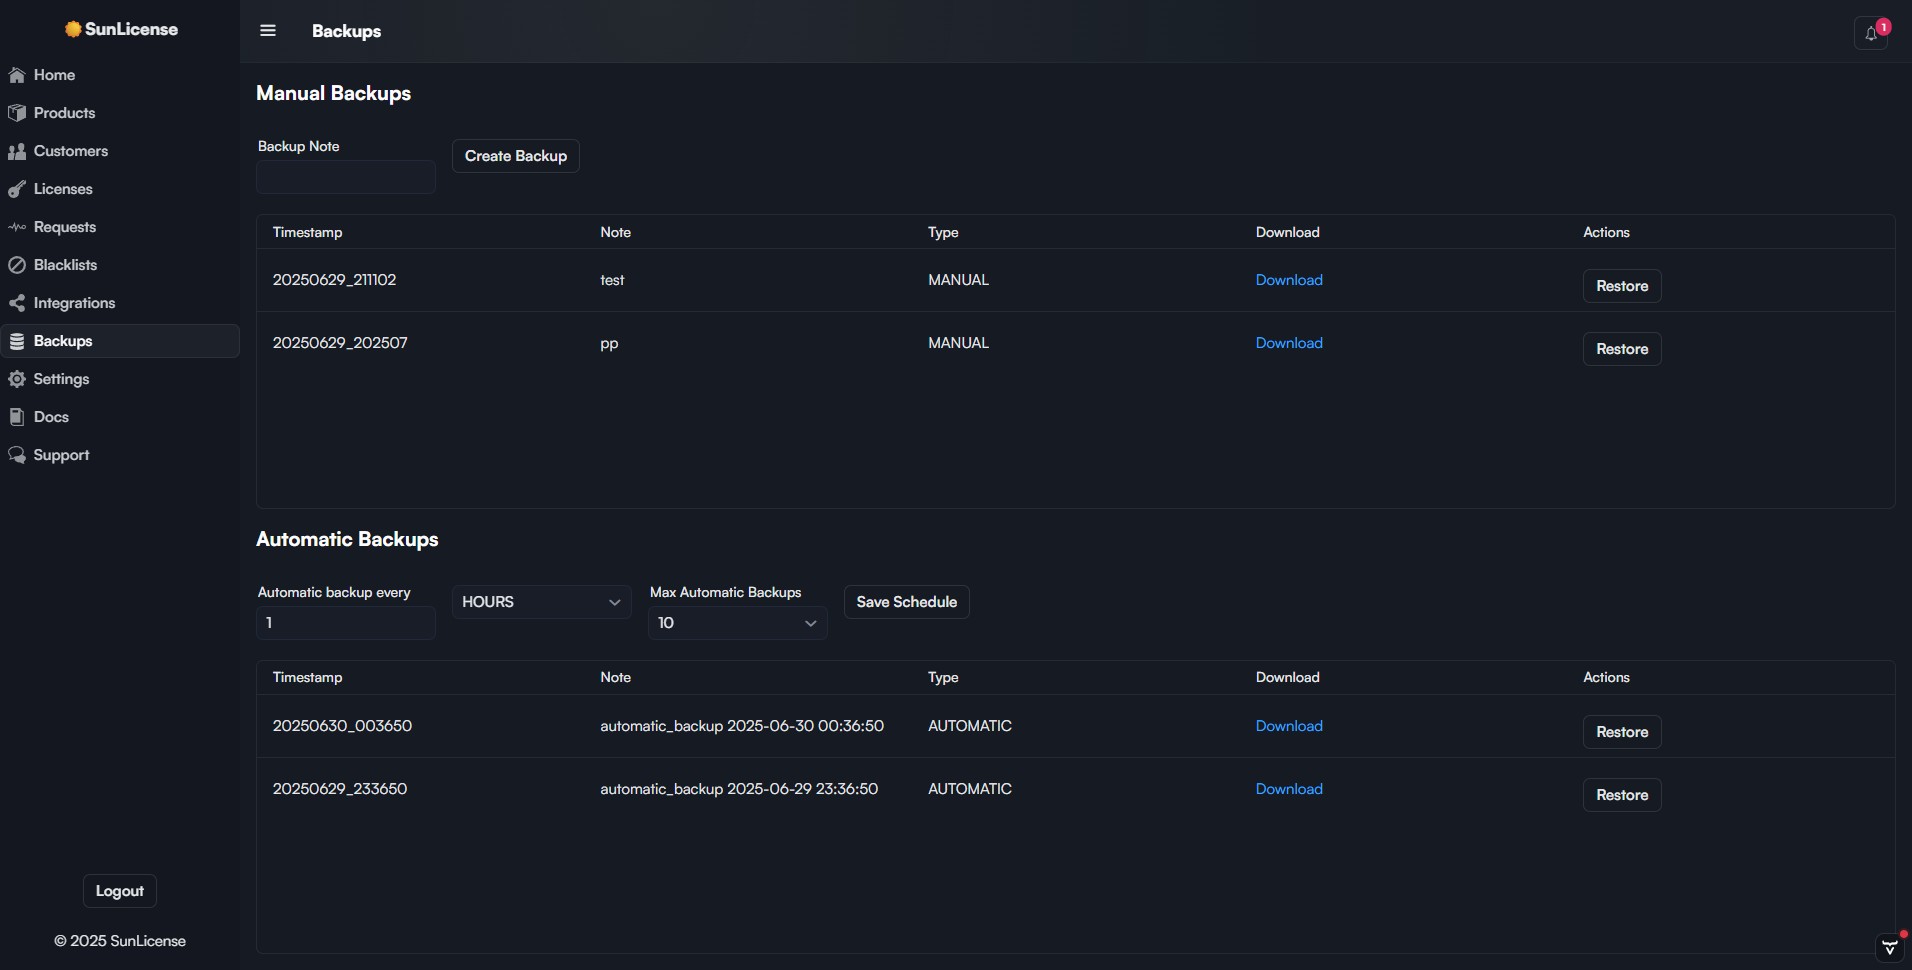 SunLicense
Home
Products
Customers
Licenses
Requests
Blacklists
Integrations
Backups
Settings
Docs
Support
Logout
© 2025 SunLicense
Backups
1
Manual Backups
Backup Note
Create Backup
Timestamp Note Type Download Actions
20250629_211102 test MANUAL Download Restore
20250629_202507 pp MANUAL Download Restore
Automatic Backups
Automatic backup every
1
HOURS
Max Automatic Backups
10
Save Schedule
Timestamp Note Type Download Actions
20250630_003650 automatic_backup 2025-06-30 00:36:50 AUTOMATIC Download Restore
20250629_233650 automatic_backup 2025-06-29 23:36:50 AUTOMATIC Download Restore